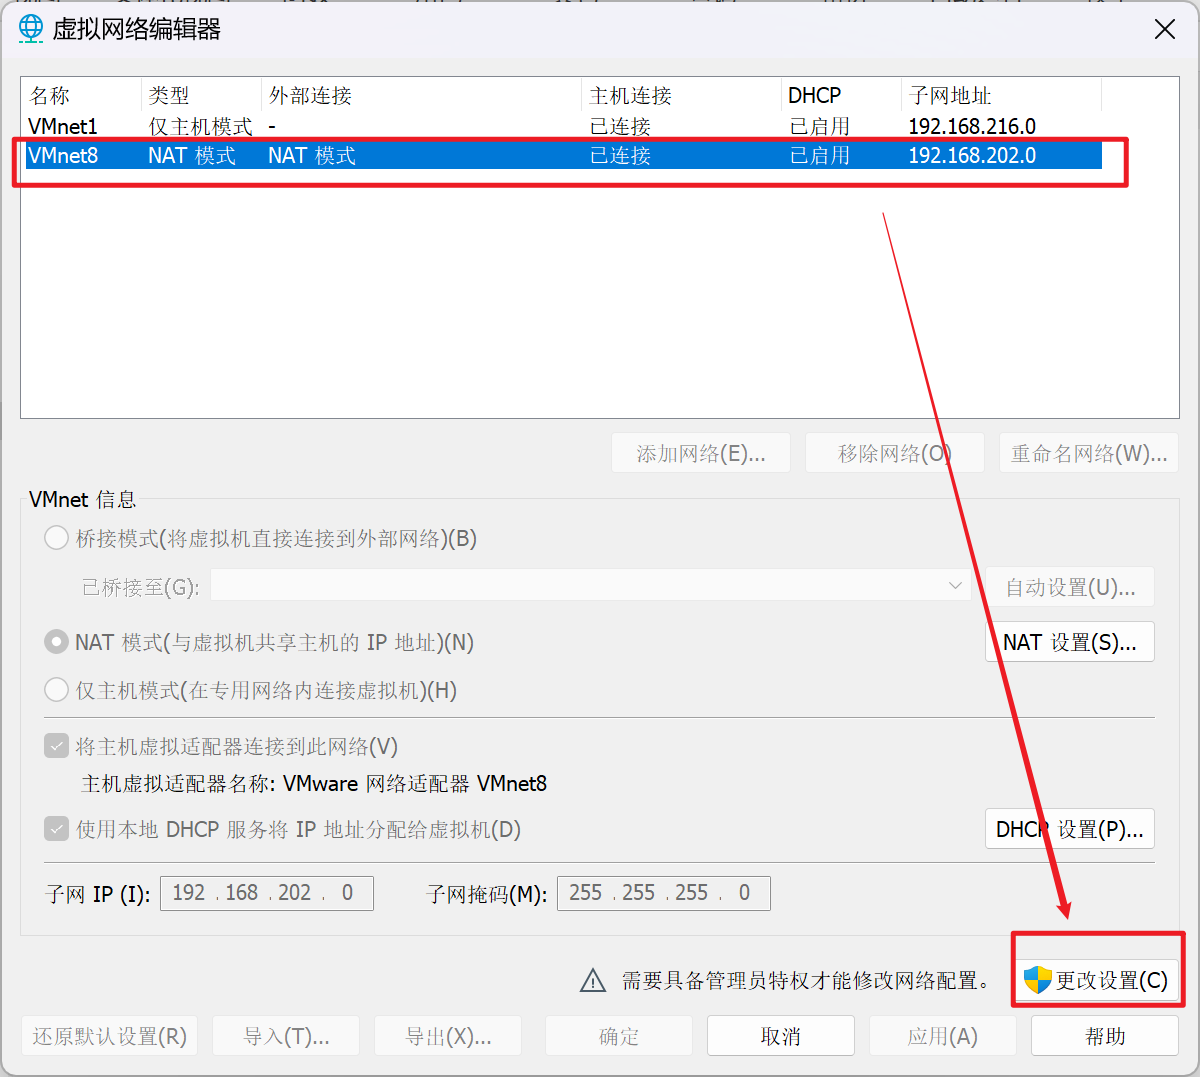 虚拟网络编辑器
名称 类型 外部连接 主机连接 DHCP 子网地址
VMnet1 仅主机模式 - 已连接 已启用 192.168.216.0
VMnet8 NAT 模式 NAT 模式 已连接 已启用 192.168.202.0
添加网络(E)... 移除网络(O) 重命名网络(W)...
VMnet 信息
桥接模式(将虚拟机直接连接到外部网络)(B)
已桥接至(G): 自动设置(U)...
NAT 模式(与虚拟机共享主机的 IP 地址)(N) NAT 设置(S)...
仅主机模式(在专用网络内连接虚拟机)(H)
将主机虚拟适配器连接到此网络(V)
主机虚拟适配器名称: VMware 网络适配器 VMnet8
使用本地 DHCP 服务将 IP 地址分配给虚拟机(D) DHCP 设置(P)...
子网 IP (I): 192 . 168 . 202 . 0 子网掩码(M): 255 . 255 . 255 . 0
需要具备管理员特权才能修改网络配置。 更改设置(C)
还原默认设置(R) 导入(T)... 导出(X)... 确定 取消 应用(A) 帮助